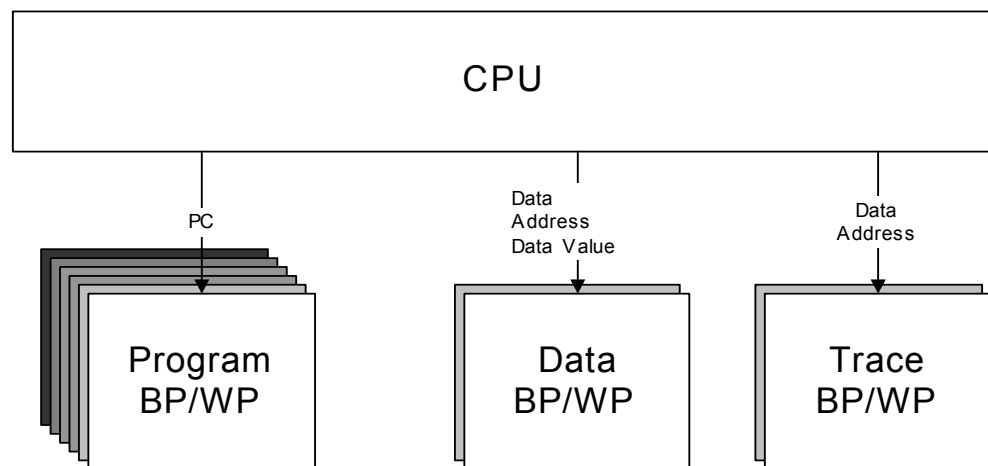 CPU
PC
Data
Address
Data Value
Data
Address
Program
BP/WP
Data
BP/WP
Trace
BP/WP